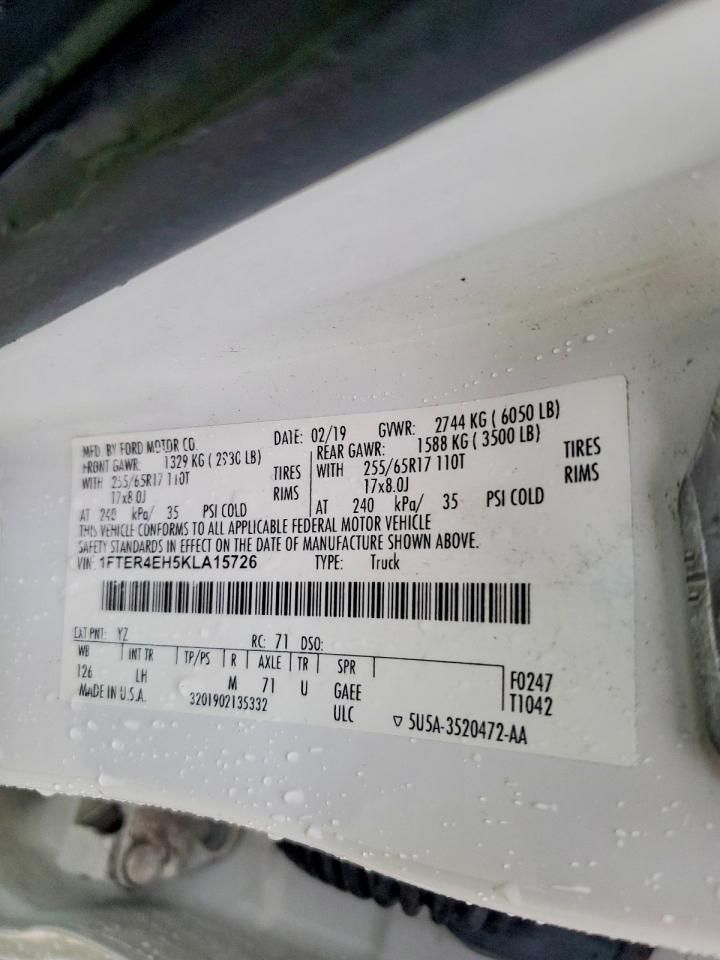 MFD. BY FORD MOTOR CO. DATE: 02/19 GVWR: 2744 KG ( 6050 LB)
FRONT GAWR: 1329 KG ( 2930 LB) REAR GAWR: 1588 KG ( 3500 LB)
WITH 255/65R17 110T TIRES WITH 255/65R17 110T TIRES
17x8.0J RIMS 17x8.0J RIMS
AT 240 kPa/ 35 PSI COLD AT 240 kPa/ 35 PSI COLD
THIS VEHICLE CONFORMS TO ALL APPLICABLE FEDERAL MOTOR VEHICLE
SAFETY STANDARDS IN EFFECT ON THE DATE OF MANUFACTURE SHOWN ABOVE.
VIN: 1FTER4EH5KLA15726 TYPE: Truck
EXT PNT: YZ RC: 71 DSO:
WB INT TR TP/PS R AXLE TR SPR
126 LH M 71 U GAEE F0247
MADE IN U.S.A. 3201902135332 ULC T1042
▽ 5U5A-3520472-AA